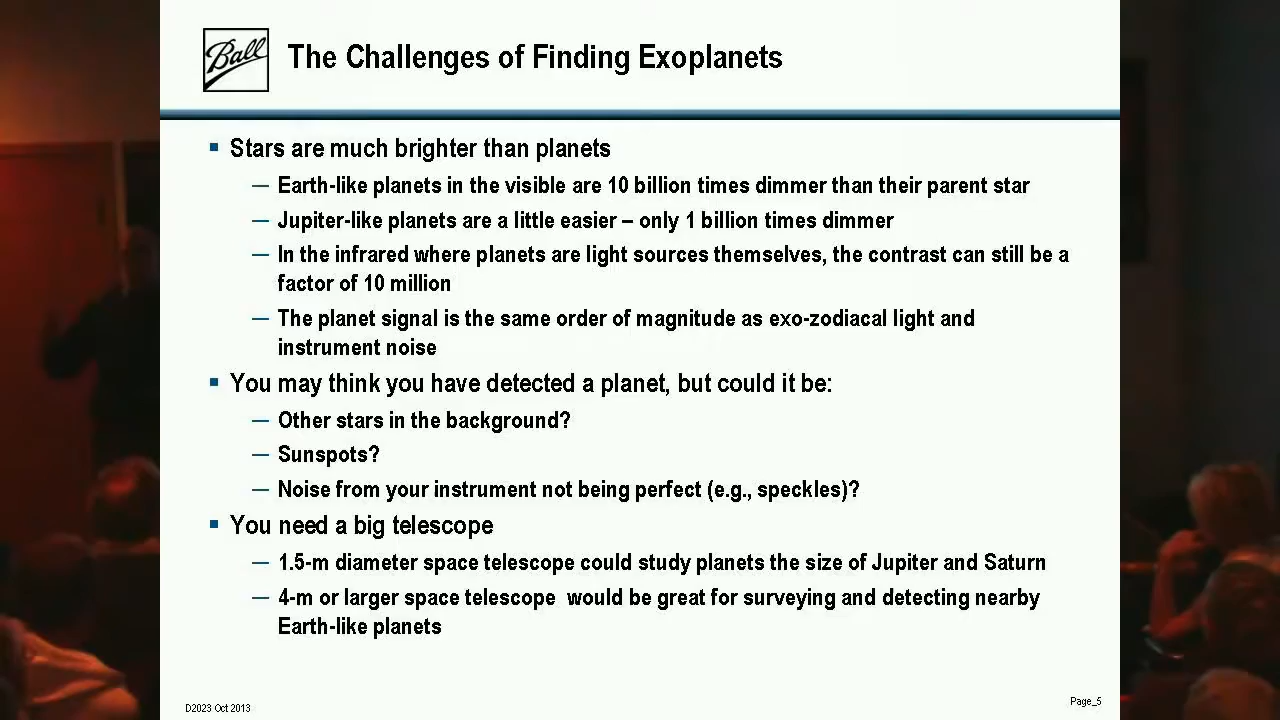 Ball
The Challenges of Finding Exoplanets
▪ Stars are much brighter than planets
— Earth-like planets in the visible are 10 billion times dimmer than their parent star
— Jupiter-like planets are a little easier – only 1 billion times dimmer
— In the infrared where planets are light sources themselves, the contrast can still be a
factor of 10 million
— The planet signal is the same order of magnitude as exo-zodiacal light and
instrument noise
▪ You may think you have detected a planet, but could it be:
— Other stars in the background?
— Sunspots?
— Noise from your instrument not being perfect (e.g., speckles)?
▪ You need a big telescope
— 1.5-m diameter space telescope could study planets the size of Jupiter and Saturn
— 4-m or larger space telescope would be great for surveying and detecting nearby
Earth-like planets
D2023 Oct 2013
Page_5